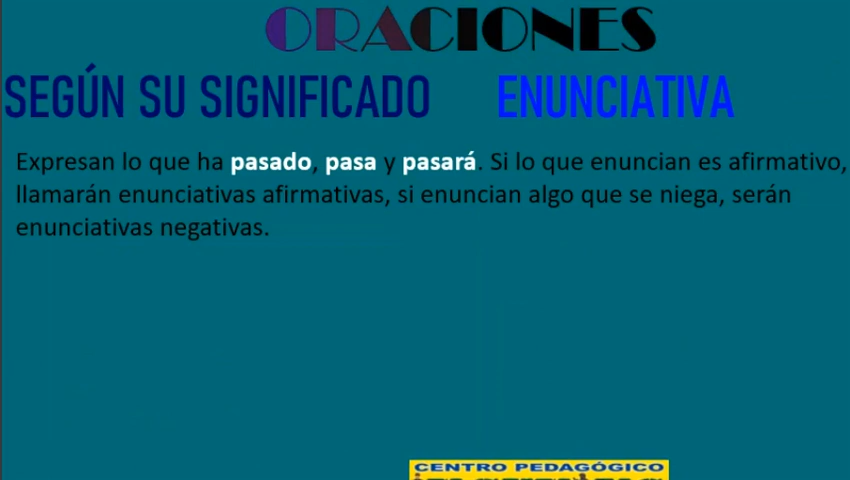 ORACIONES
SEGÚN SU SIGNIFICADO ENUNCIATIVA
Expresan lo que ha pasado, pasa y pasará. Si lo que enuncian es afirmativo,
llamarán enunciativas afirmativas, si enuncian algo que se niega, serán
enunciativas negativas.
CENTRO PEDAGÓGICO